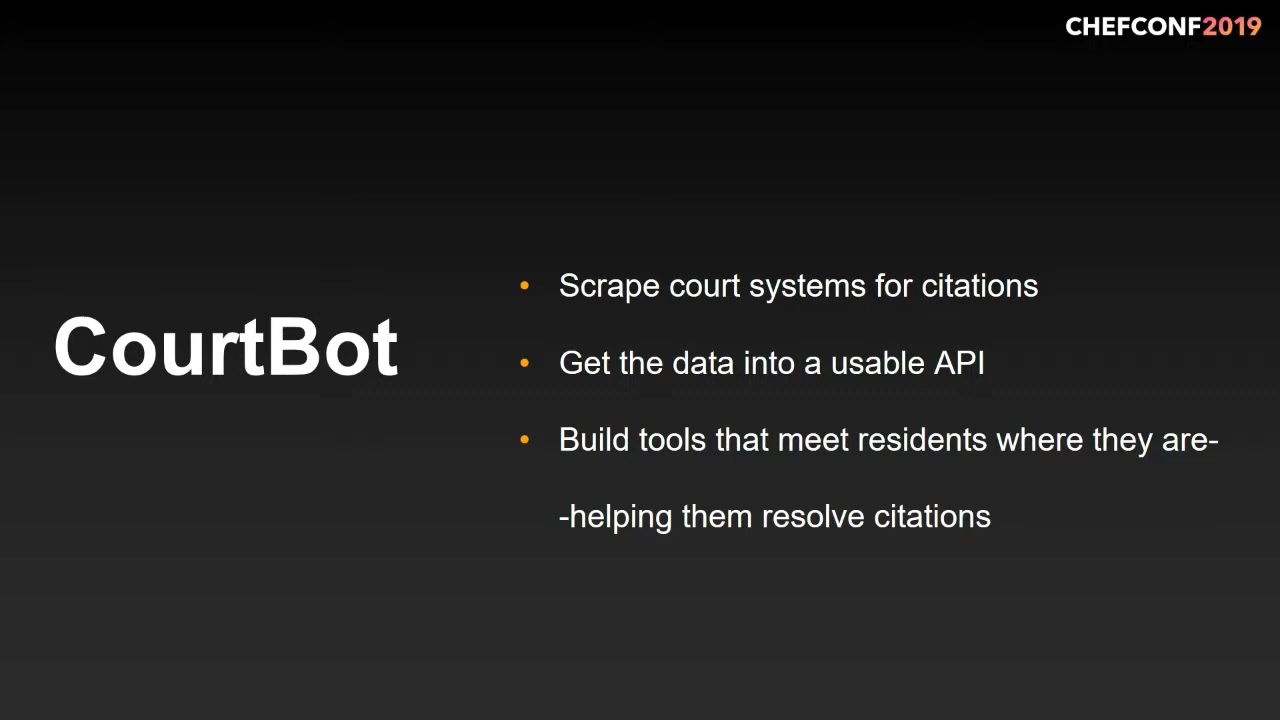 CHEFCONF2019
CourtBot
• Scrape court systems for citations
• Get the data into a usable API
• Build tools that meet residents where they are-
-helping them resolve citations